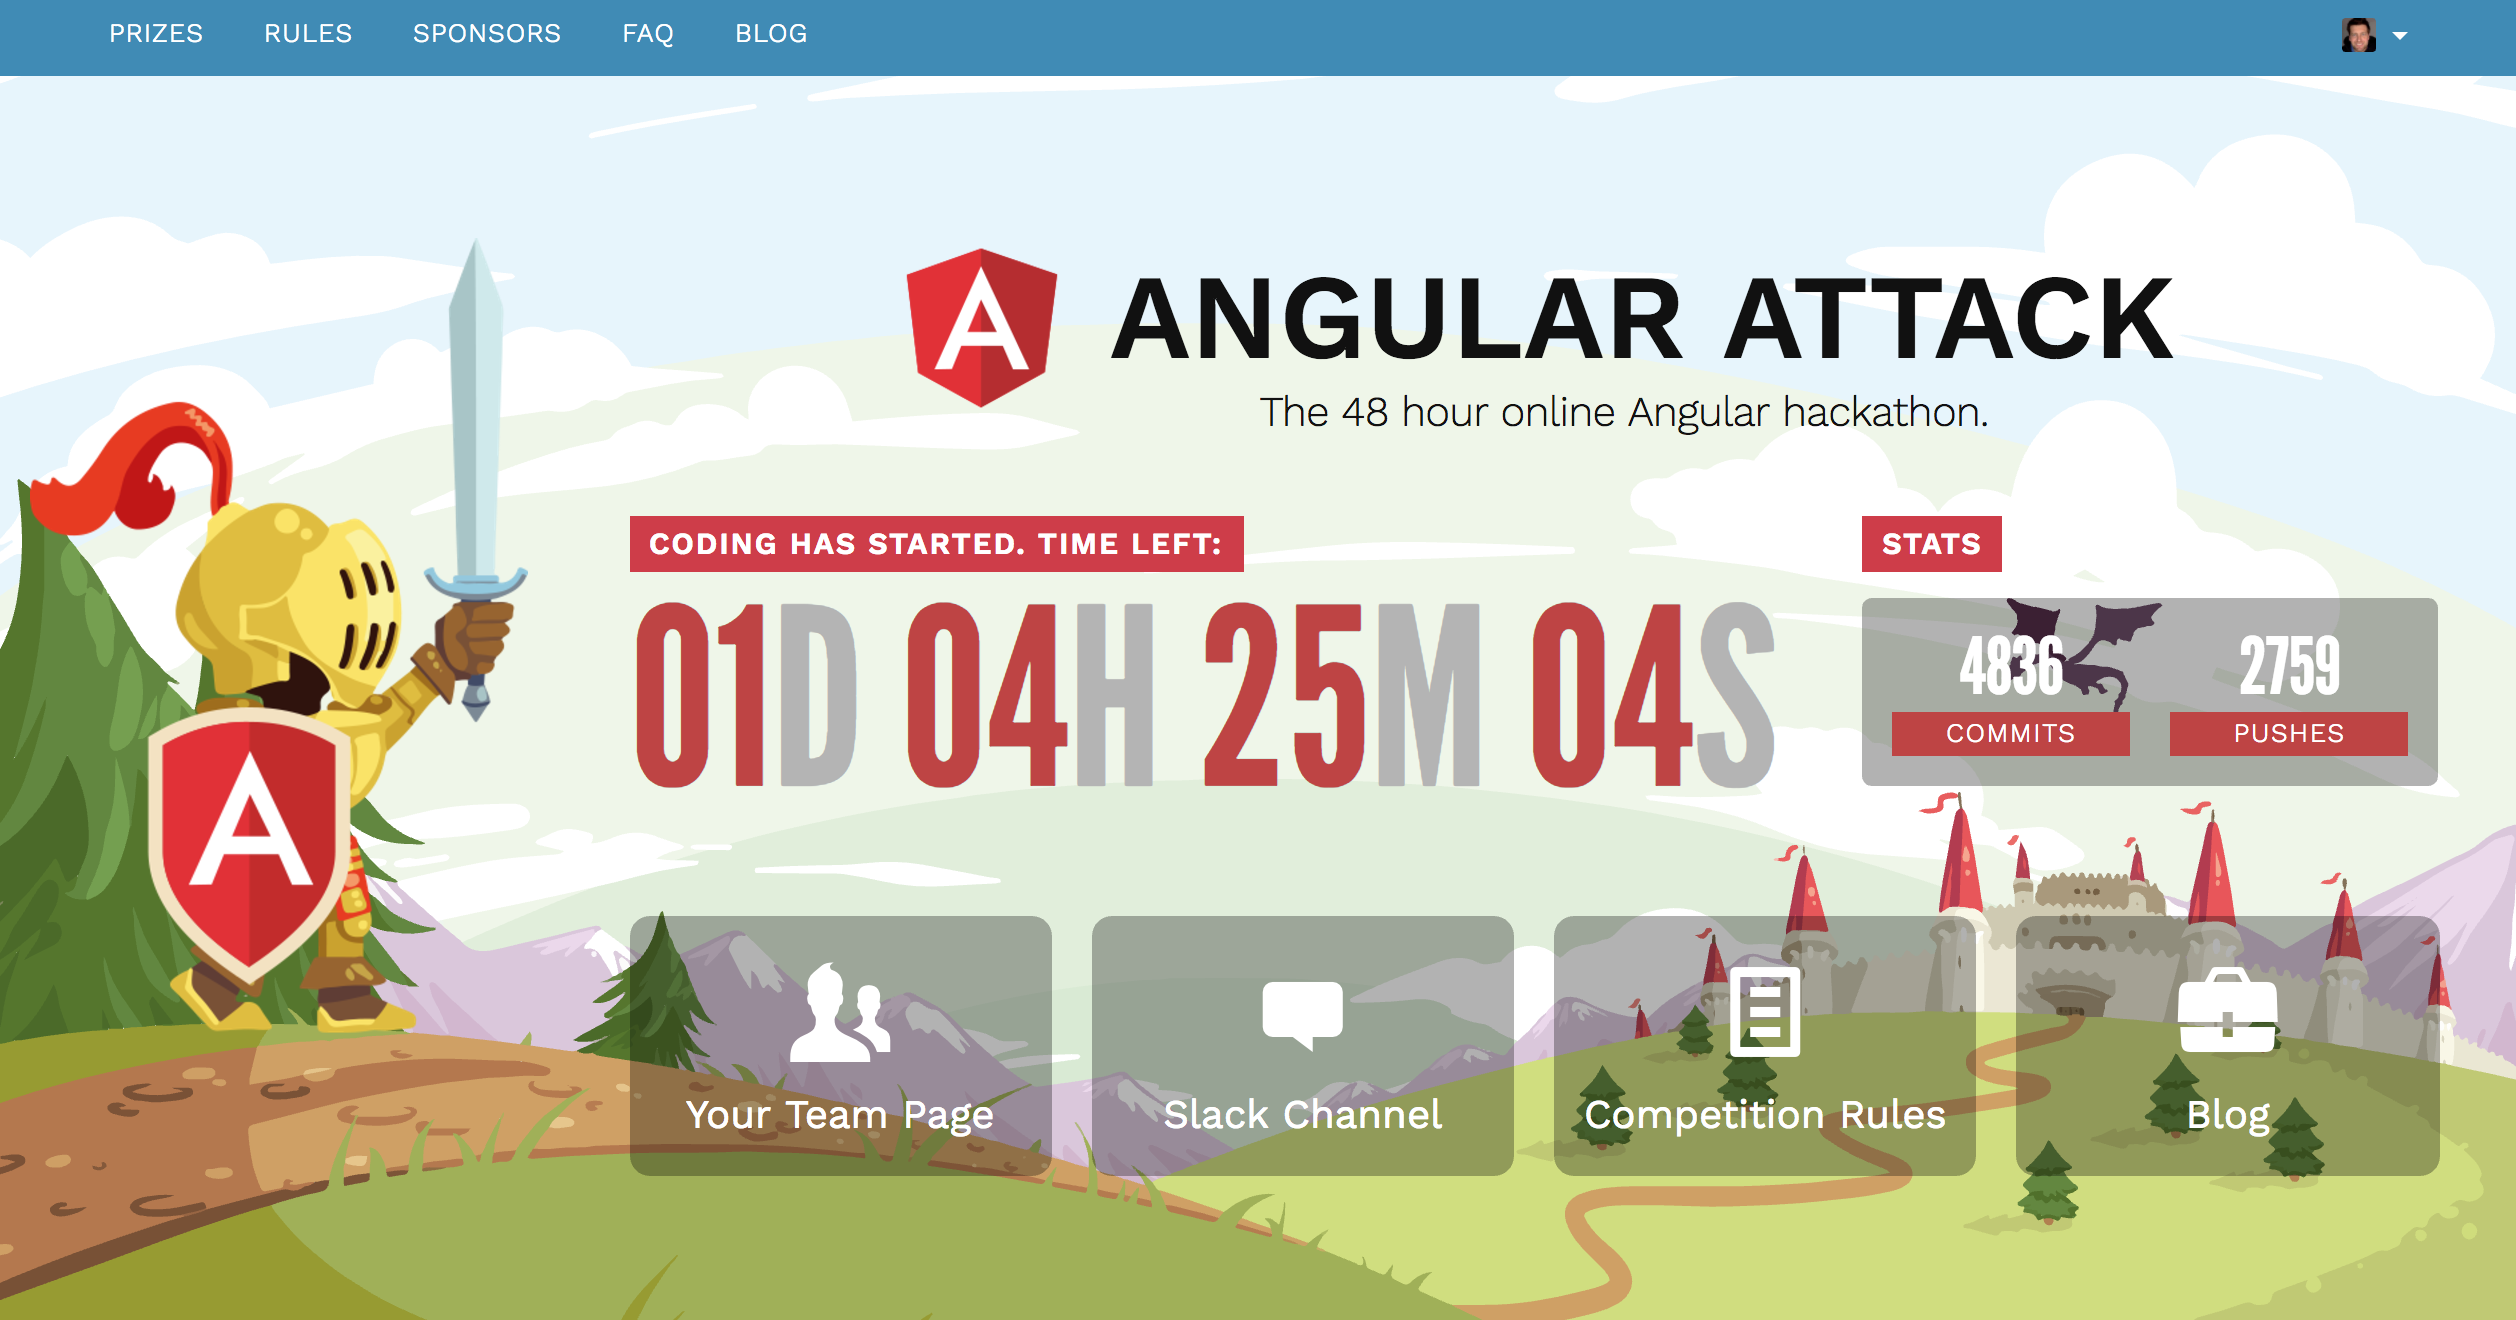 PRIZES RULES SPONSORS FAQ BLOG
A ANGULAR ATTACK
The 48 hour online Angular hackathon.
CODING HAS STARTED. TIME LEFT:
01D 04H 25M 04S
STATS
4836 2759
COMMITS PUSHES
A
Your Team Page
Slack Channel
Competition Rules
Blog